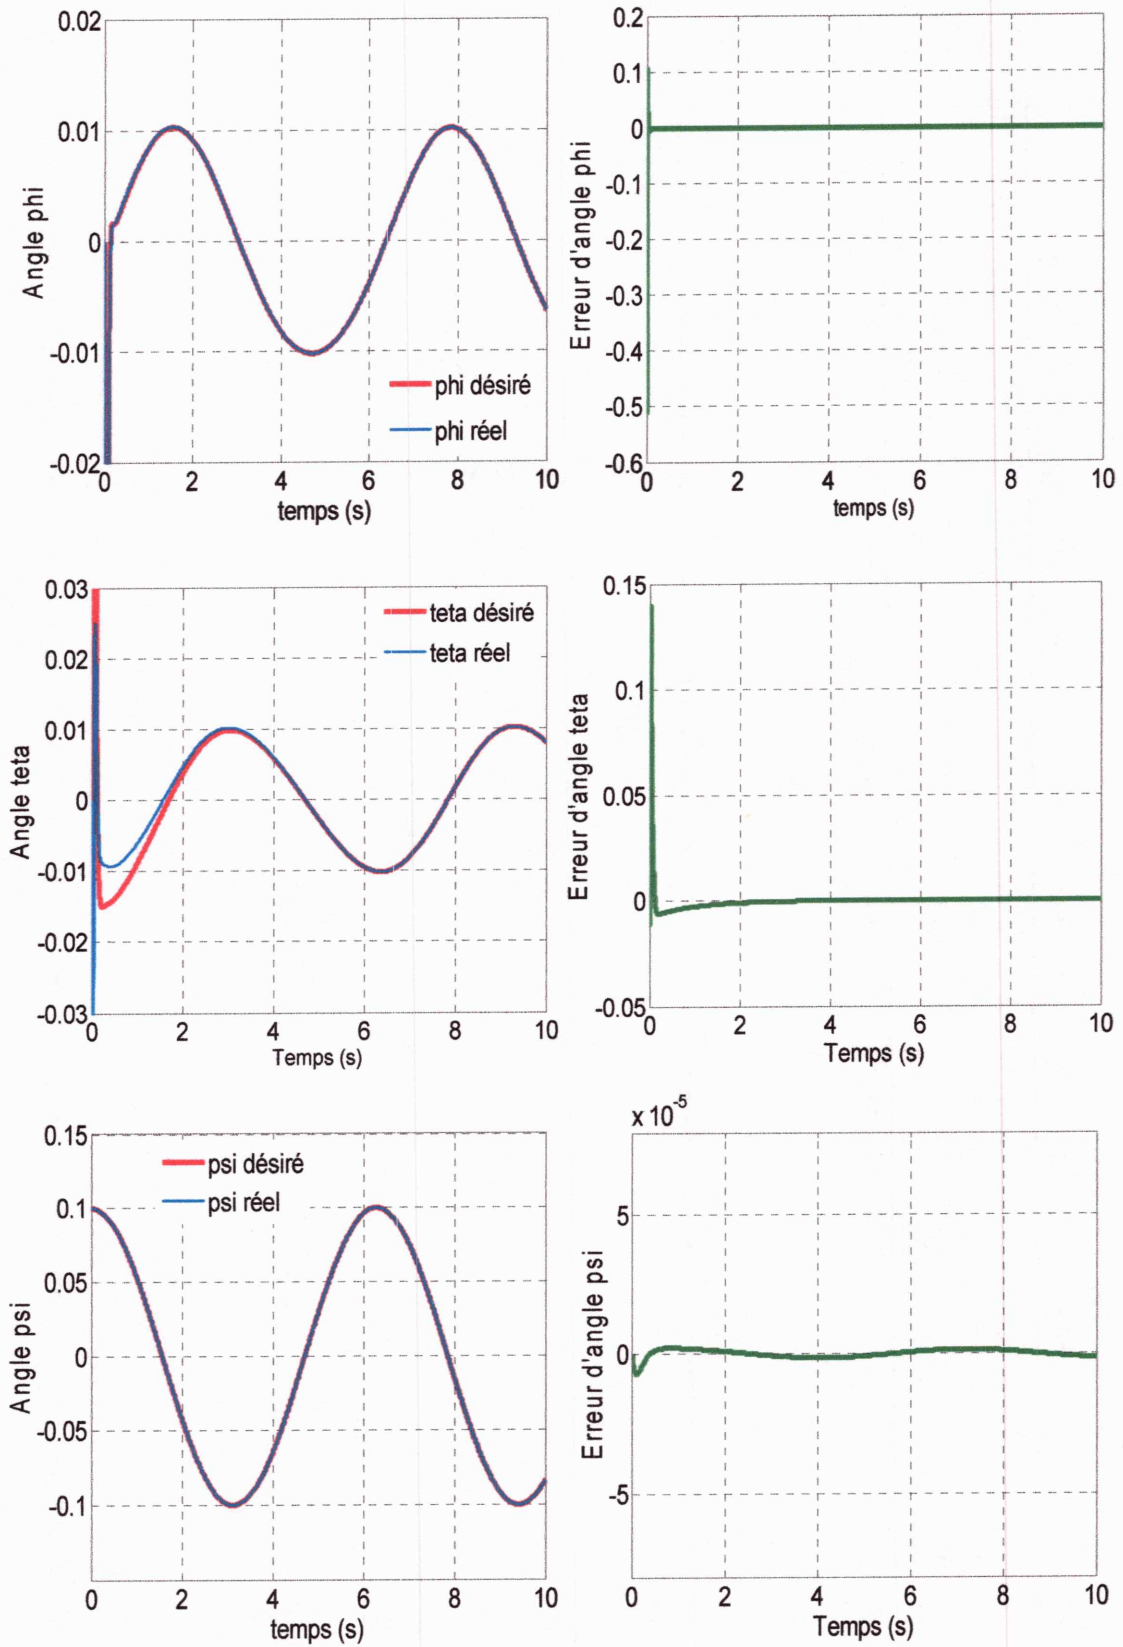 0.02
0.01
0
-0.01
-0.02
Angle phi
phi désiré
phi réel
0 2 4 6 8 10
temps (s)
0.2
0.1
0
-0.1
-0.2
-0.3
-0.4
-0.5
-0.6
Erreur d'angle phi
0 2 4 6 8 10
temps (s)
0.03
0.02
0.01
0
-0.01
-0.02
-0.03
Angle teta
teta désiré
teta réel
0 2 4 6 8 10
Temps (s)
0.15
0.1
0.05
0
-0.05
Erreur d'angle teta
0 2 4 6 8 10
Temps (s)
0.15
0.1
0.05
0
-0.05
-0.1
Angle psi
psi désiré
psi réel
0 2 4 6 8 10
temps (s)
x 10-5
5
0
-5
Erreur d'angle psi
0 2 4 6 8 10
Temps (s)